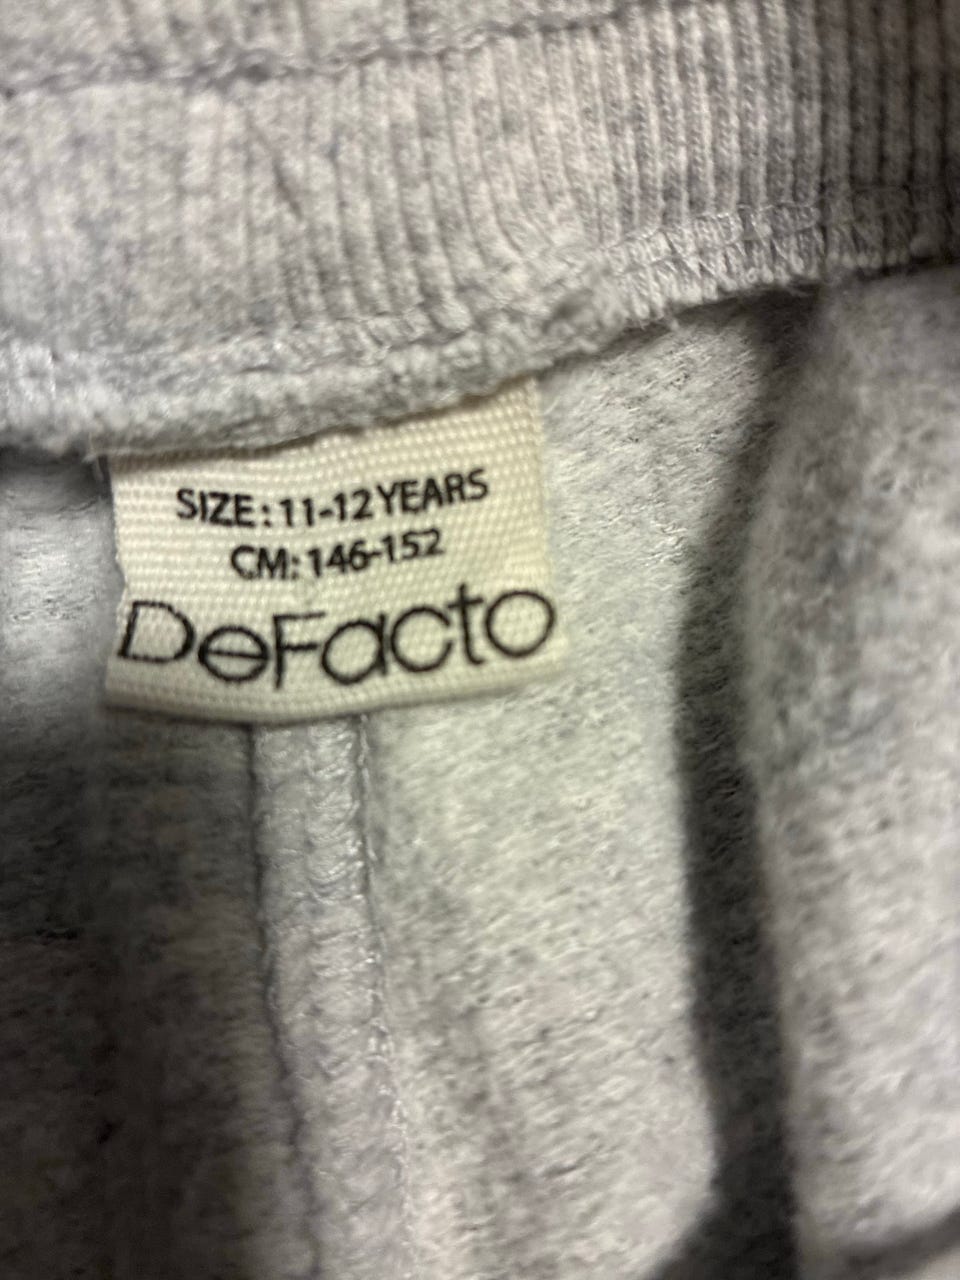 SIZE: 11-12 YEARS
CM: 146-152
DeFacto